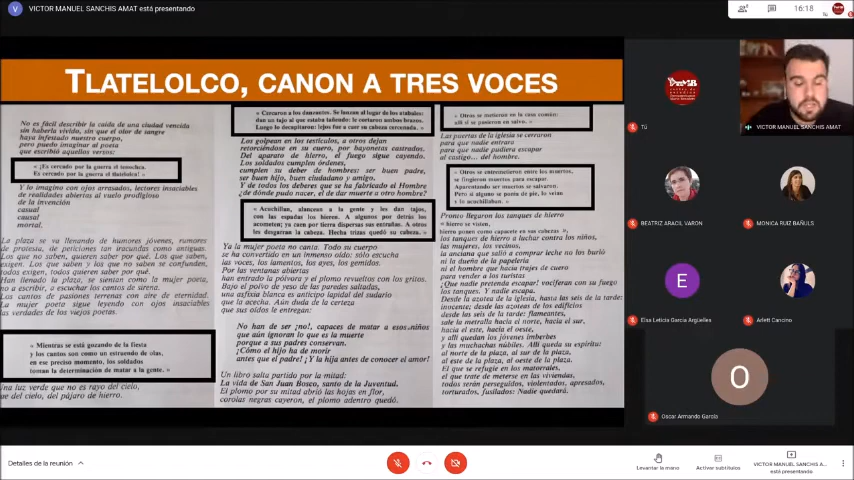 VICTOR MANUEL SANCHIS AMAT está presentando
16:18
TLATELOLCO, CANON A TRES VOCES
No es fácil describir la caída de una ciudad vencida
sin haberla vivido, sin que el olor de sangre
haya infestado nuestro cuerpo,
pero puedo imaginar al poeta
que escribió aquellos versos:
« ¡Es cercado por la guerra el tenochca.
Es cercado por la guerra el tlatelolca! »
Y lo imagino con ojos arrasados, lectores insaciables
de realidades abiertas al vuelo prodigioso
de la invención
casual
causal
mortal.
La plaza se va llenando de humores jóvenes, rumores
de protesta, de peticiones tan iracundas como antiguas.
Los que no saben, quieren saber por qué. Los que saben,
exigen. Los que saben y los que no saben se confunden,
todos exigen, todos quieren saber por qué.
Han llenado la plaza, se sientan como la mujer poeta,
no a escribir, a escuchar los cantos de sirena.
Los cantos de pasiones terrenas con aire de eternidad.
La mujer poeta sigue leyendo con ojos insaciables
las verdades de los viejos poetas.
« Mientras se está gozando de la fiesta
y los cantos son como un estruendo de olas,
en ese preciso momento, los soldados
toman la determinación de matar a la gente. »
Una luz verde que no es rayo del cielo,
ae del cielo, del pájaro de hierro.
« Cercaron a los danzantes. Se lanzan al lugar de los atabales:
dan un tajo al que estaba tañendo: le cortaron ambos brazos.
Luego lo decapitaron: lejos fue a caer su cabeza cercenada. »
Los golpean en los testículos, a otros dejan
retorciéndose en su cuero, por bayonetas castrados.
Del aparato de hierro, el fuego sigue cayendo.
Los soldados cumplen órdenes,
cumplen su deber de hombres: ser buen padre,
ser buen hijo, buen ciudadano y amigo.
Y de todos los deberes que se ha fabricado al Hombre
¿de dónde pudo nacer, el de dar muerte a otro hombre?
« Acuchillan, alancean a la gente y les dan tajos,
con las espadas los hieren. A algunos por detrás los
acometen; ya caen por tierra dispersas sus entrañas. A otros
les desgarran la cabeza. Hecha trizas quedó su cabeza. »
Ya la mujer poeta no canta. Todo su cuerpo
se ha convertido en un inmenso oído: sólo escucha
las voces, los lamentos, los ayes, los gemidos.
Por las ventanas abiertas
han entrado la pólvora y el plomo revueltos con los gritos.
Bajo el polvo de yeso de las paredes saltadas,
una asfixia blanca es anticipo lapidal del sudario
que la acecha. Aún duda de la certeza
que sus oídos le entregan:
No han de ser ¡no!, capaces de matar a esos niños
que aún ignoran lo que es la muerte
porque a sus padres conservan.
¡Cómo el hijo ha de morir
antes que el padre! ¡Y la hija antes de conocer el amor!
Un libro salta partido por la mitad:
La vida de San Juan Bosco, santo de la Juventud.
El plomo por su mitad abrió las hojas en flor,
corolas negras cayeron, el plomo adentro quedó.
« Otros se metieron en la casa común:
allí sí se pusieron en salvo. »
Las puertas de la iglesia se cerraron
para que nadie entrara
para que nadie pudiera escapar
al castigo... del hombre.
« Otros se entremetieron entre los muertos,
se fingieron muertos para escapar.
Aparentando ser muertos se salvaron.
Pero si alguno se ponía de pie, lo veían
y lo acuchillaban. »
Pronto llegaron los tanques de hierro
« hierro se visten,
hierro ponen como capacete en sus cabezas »,
los tanques de hierro a luchar contra los niños,
las mujeres, los vecinos,
la anciana que salió a comprar leche no los burló
ni la dueña de la papelería
ni el hombre que hacía trajes de cuero
para vender a los turistas
¡Que nadie pretenda escapar! vociferan con su fuego
los tanques. Y nadie escapa.
Desde la azotea de la iglesia, hasta las seis de la tarde:
inminente; desde las azoteas de los edificios
desde las seis de la tarde: flameantes,
sale la metralla hacia el norte, hacia el sur,
hacia el este, hacia el oeste,
y allí quedan los jóvenes imberbes
y las muchachas núbiles. Allí queda su espíritu:
al norte de la plaza, al sur de la plaza,
al este de la plaza, al oeste de la plaza.
El que se refugie en los matorrales,
el que trate de meterse en las viviendas,
todos serán perseguidos, violentados, apresados,
torturados, fusilados: Nadie quedará.
Tú
VICTOR MANUEL SANCHIS AMAT
BEATRIZ ARACIL VARON
MONICA RUIZ BAÑULS
E
Elsa Leticia García Argüelles
Arlett Cancino
O
Oscar Armando García
Detalles de la reunión
Levantar la mano
Activar subtítulos
VICTOR MANUEL SANCHIS A...
está presentando